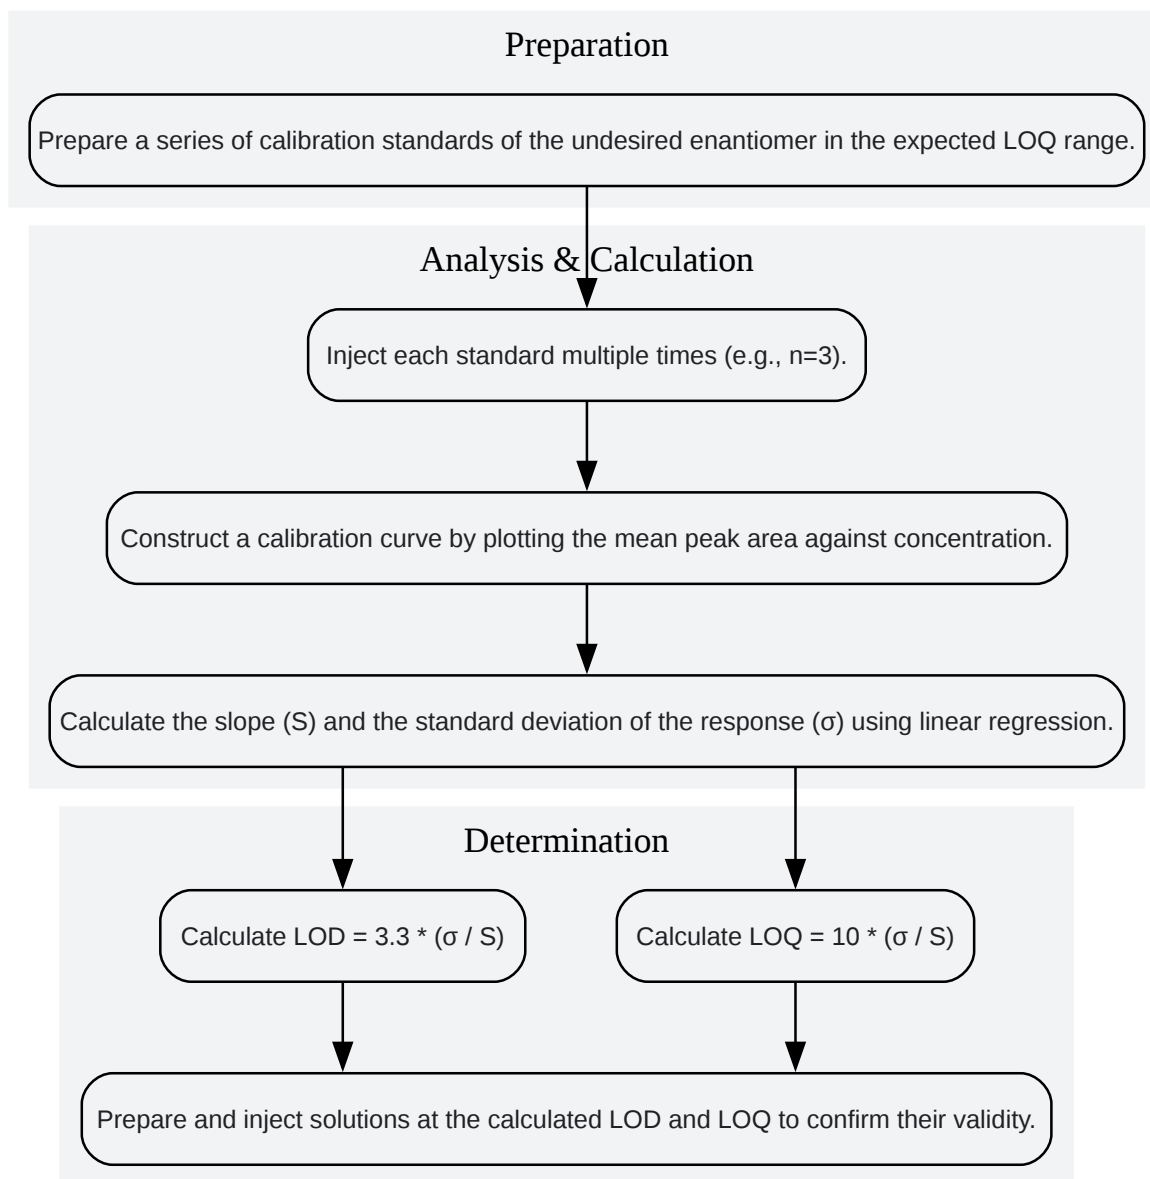 Preparation
Prepare a series of calibration standards of the undesired enantiomer in the expected LOQ range.
Analysis & Calculation
Inject each standard multiple times (e.g., n=3).
Construct a calibration curve by plotting the mean peak area against concentration.
Calculate the slope (S) and the standard deviation of the response (σ) using linear regression.
Determination
Calculate LOD = 3.3 * (σ / S)
Calculate LOQ = 10 * (σ / S)
Prepare and inject solutions at the calculated LOD and LOQ to confirm their validity.